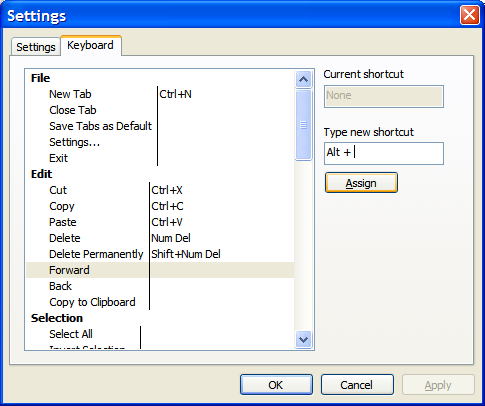 Settings
Settings Keyboard
File
New Tab Ctrl+N
Close Tab
Save Tabs as Default
Settings...
Exit
Edit
Cut Ctrl+X
Copy Ctrl+C
Paste Ctrl+V
Delete Num Del
Delete Permanently Shift+Num Del
Forward
Back
Copy to Clipboard
Selection
Select All
Invert Selection
Current shortcut
None
Type new shortcut
Alt +
Assign
OK Cancel Apply